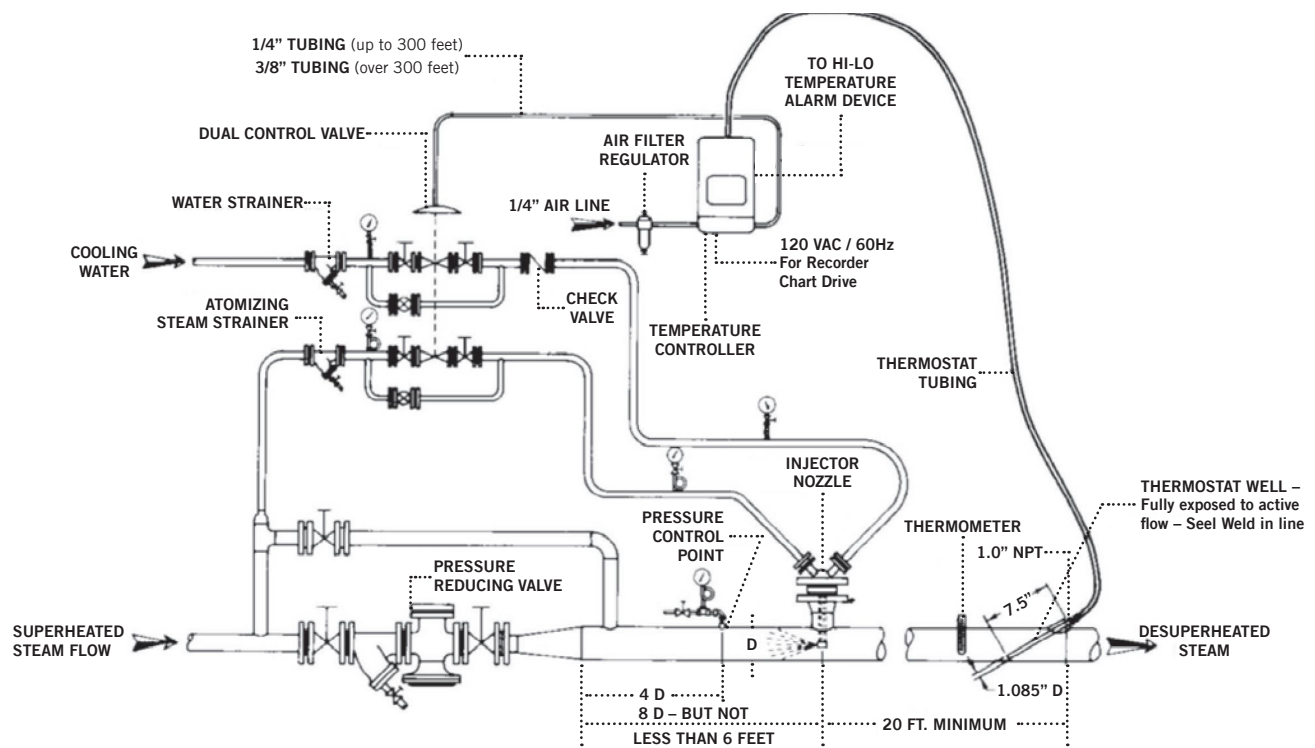 1/4” TUBING (up to 300 feet)
3/8” TUBING (over 300 feet)
TO HI-LO
TEMPERATURE
ALARM DEVICE
DUAL CONTROL VALVE
AIR FILTER
REGULATOR
WATER STRAINER
1/4” AIR LINE
COOLING
WATER
120 VAC / 60Hz
For Recorder
Chart Drive
ATOMIZING
STEAM STRAINER
CHECK
VALVE
TEMPERATURE
CONTROLLER
THERMOSTAT
TUBING
INJECTOR
NOZZLE
THERMOSTAT WELL –
Fully exposed to active
flow – Seel Weld in line
PRESSURE
CONTROL
POINT
THERMOMETER
1.0” NPT
PRESSURE
REDUCING VALVE
7.5”
SUPERHEATED
STEAM FLOW
D
DESUPERHEATED
STEAM
1.085” D
4 D
8 D – BUT NOT
LESS THAN 6 FEET
20 FT. MINIMUM